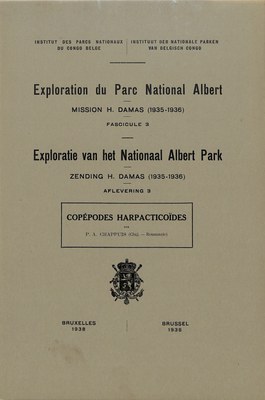 INSTITUT DES PARCS NATIONAUX
DU CONGO BELGE
INSTITUUT DER NATIONALE PARKEN
VAN BELGISCH CONGO
Exploration du Parc National Albert
MISSION H. DAMAS (1935-1936)
FASCICULE 3
Exploratie van het Nationaal Albert Park
ZENDING H. DAMAS (1935-1936)
AFLEVERING 3
COPÉPODES HARPACTICOÏDES
P. A. CHAPPUIS
BRUXELLES
1938
BRUSSEL
1938